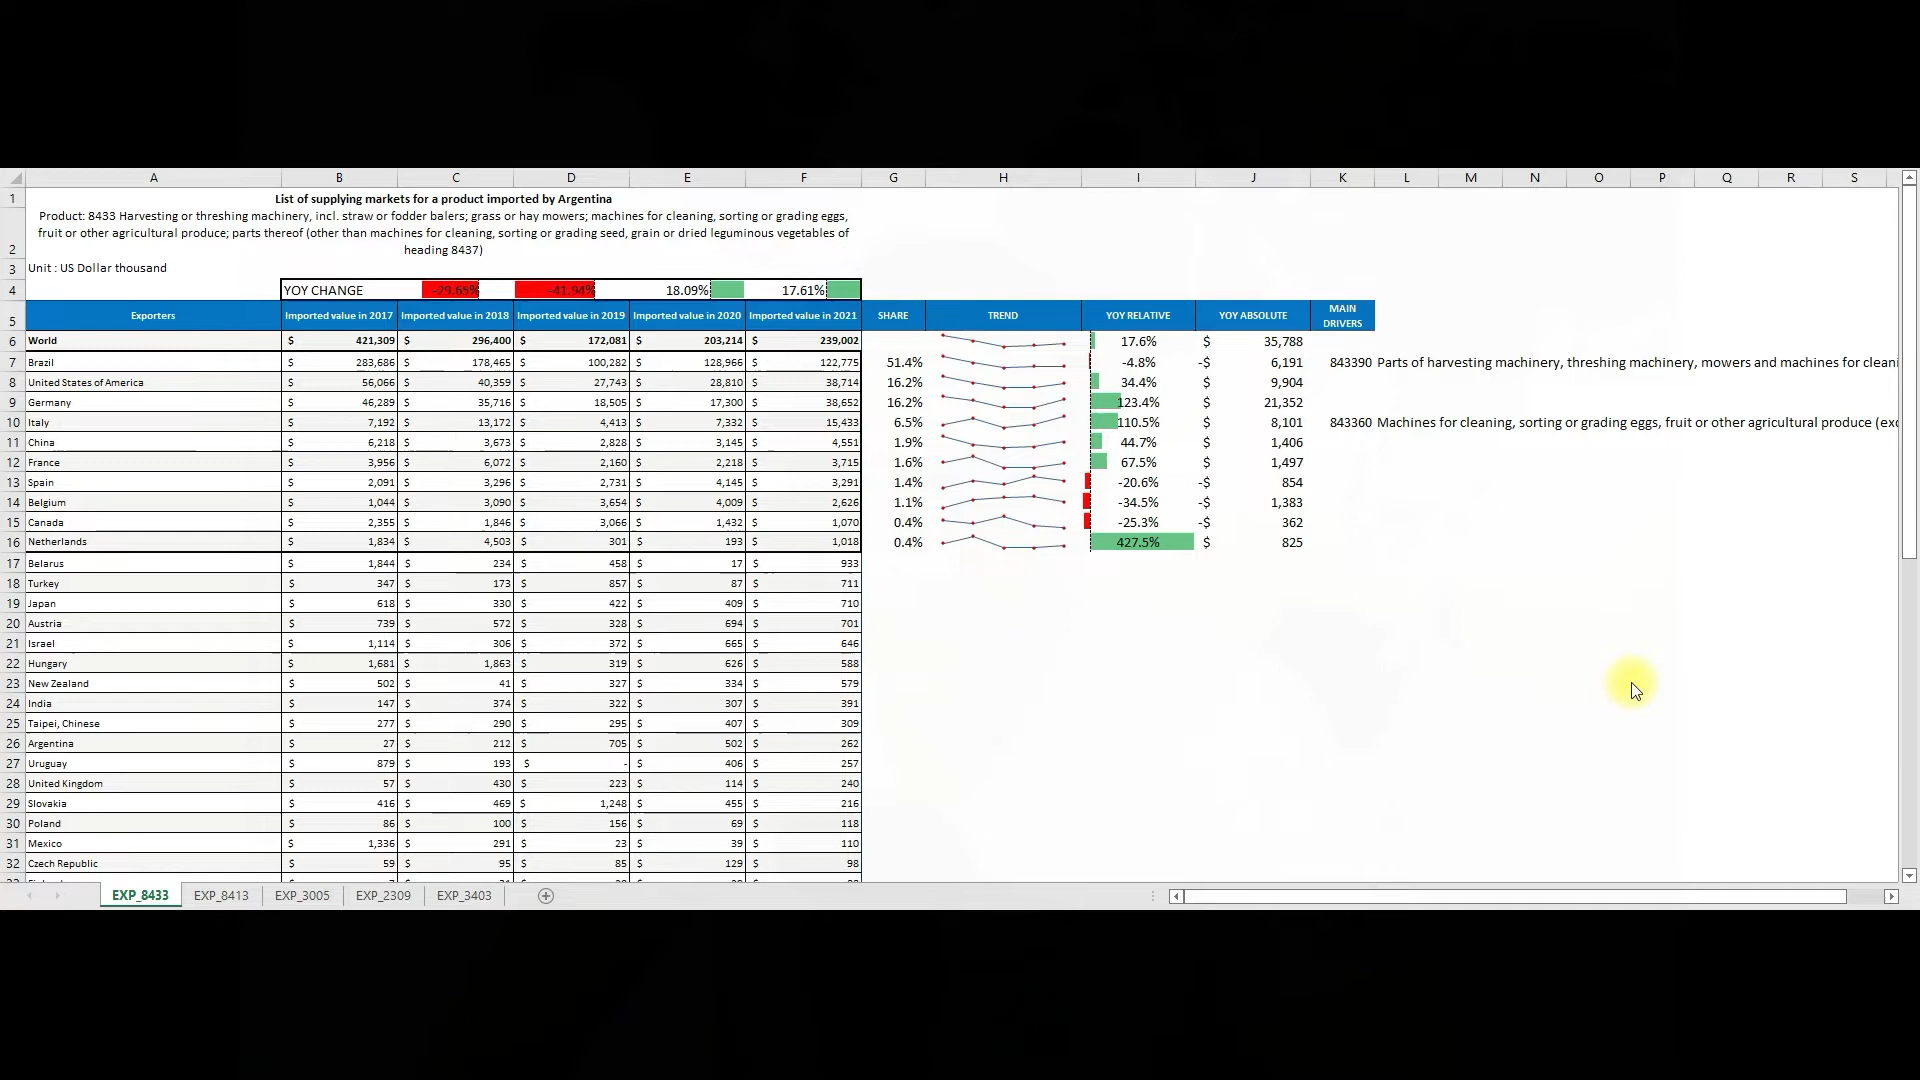 A B C D E F G H I J K L M N O P Q R S
1 List of supplying markets for a product imported by Argentina
Product: 8433 Harvesting or threshing machinery, incl. straw or fodder balers; grass or hay mowers; machines for cleaning, sorting or grading eggs,
fruit or other agricultural produce; parts thereof (other than machines for cleaning, sorting or grading seed, grain or dried leguminous vegetables of
2 heading 8437)
3 Unit : US Dollar thousand
4 YOY CHANGE -29.65% -41.94% 18.09% 17.61%
5 Exporters Imported value in 2017 Imported value in 2018 Imported value in 2019 Imported value in 2020 Imported value in 2021 SHARE TREND YOY RELATIVE YOY ABSOLUTE MAIN DRIVERS
6 World $ 421,309 $ 296,400 $ 172,081 $ 203,214 $ 239,002 17.6% $ 35,788
7 Brazil $ 283,686 $ 178,465 $ 100,282 $ 128,966 $ 122,775 51.4% -4.8% -$ 6,191 843390 Parts of harvesting machinery, threshing machinery, mowers and machines for cleani
8 United States of America $ 56,066 $ 40,359 $ 27,743 $ 28,810 $ 38,714 16.2% 34.4% $ 9,904
9 Germany $ 46,289 $ 35,716 $ 18,505 $ 17,300 $ 38,652 16.2% 123.4% $ 21,352
10 Italy $ 7,192 $ 13,172 $ 4,413 $ 7,332 $ 15,433 6.5% 110.5% $ 8,101 843360 Machines for cleaning, sorting or grading eggs, fruit or other agricultural produce (exc
11 China $ 6,218 $ 3,673 $ 2,828 $ 3,145 $ 4,551 1.9% 44.7% $ 1,406
12 France $ 3,956 $ 6,072 $ 2,160 $ 2,218 $ 3,715 1.6% 67.5% $ 1,497
13 Spain $ 2,091 $ 3,296 $ 2,731 $ 4,145 $ 3,291 1.4% -20.6% -$ 854
14 Belgium $ 1,044 $ 3,090 $ 3,654 $ 4,009 $ 2,626 1.1% -34.5% -$ 1,383
15 Canada $ 2,355 $ 1,846 $ 3,066 $ 1,432 $ 1,070 0.4% -25.3% -$ 362
16 Netherlands $ 1,834 $ 4,503 $ 301 $ 193 $ 1,018 0.4% 427.5% $ 825
17 Belarus $ 1,844 $ 234 $ 458 $ 17 $ 933
18 Turkey $ 347 $ 173 $ 857 $ 87 $ 711
19 Japan $ 618 $ 330 $ 422 $ 409 $ 710
20 Austria $ 739 $ 572 $ 328 $ 694 $ 701
21 Israel $ 1,114 $ 306 $ 372 $ 665 $ 646
22 Hungary $ 1,681 $ 1,863 $ 319 $ 626 $ 588
23 New Zealand $ 502 $ 41 $ 327 $ 334 $ 579
24 India $ 147 $ 374 $ 322 $ 307 $ 391
25 Taipei, Chinese $ 277 $ 290 $ 295 $ 407 $ 309
26 Argentina $ 27 $ 212 $ 705 $ 502 $ 262
27 Uruguay $ 879 $ 193 $ - $ 406 $ 257
28 United Kingdom $ 57 $ 430 $ 223 $ 114 $ 240
29 Slovakia $ 416 $ 469 $ 1,248 $ 455 $ 216
30 Poland $ 86 $ 100 $ 156 $ 69 $ 118
31 Mexico $ 1,336 $ 291 $ 23 $ 39 $ 110
32 Czech Republic $ 59 $ 95 $ 85 $ 129 $ 98
EXP_8433 EXP_8413 EXP_3005 EXP_2309 EXP_3403